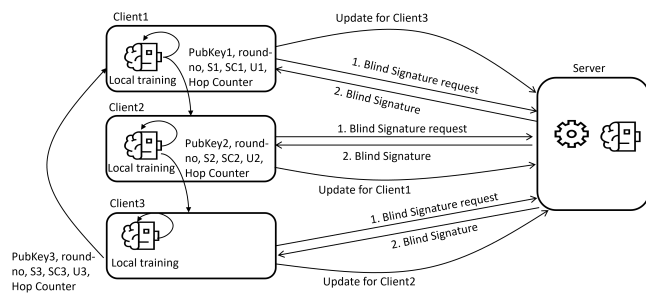 Client1
Update for Client3
PubKey1, round-
no, S1, SC1, U1,
Hop Counter
Local training
1. Blind Signature request
2. Blind Signature
Server
Client2
PubKey2, round-
no, S2, SC2, U2,
Hop Counter
Local training
1. Blind Signature request
2. Blind Signature
Update for Client1
Client3
Local training
1. Blind Signature request
2. Blind Signature
Update for Client2
PubKey3, round-
no, S3, SC3, U3,
Hop Counter